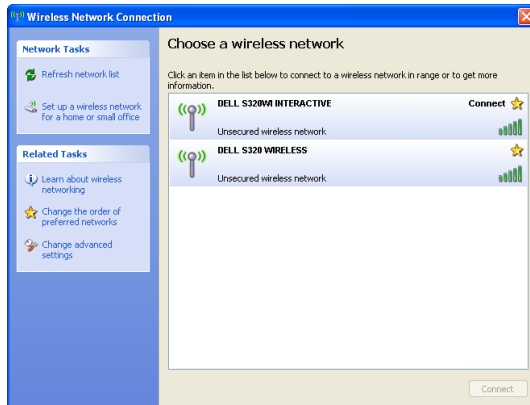 Wireless Network Connection
Network Tasks
Refresh network list
Set up a wireless network
for a home or small office
Related Tasks
Learn about wireless
networking
Change the order of
preferred networks
Change advanced
settings
Choose a wireless network
Click an item in the list below to connect to a wireless network in range or to get more
information.
DELL S320WI INTERACTIVE Connect
Unsecured wireless network
DELL S320 WIRELESS
Unsecured wireless network
Connect